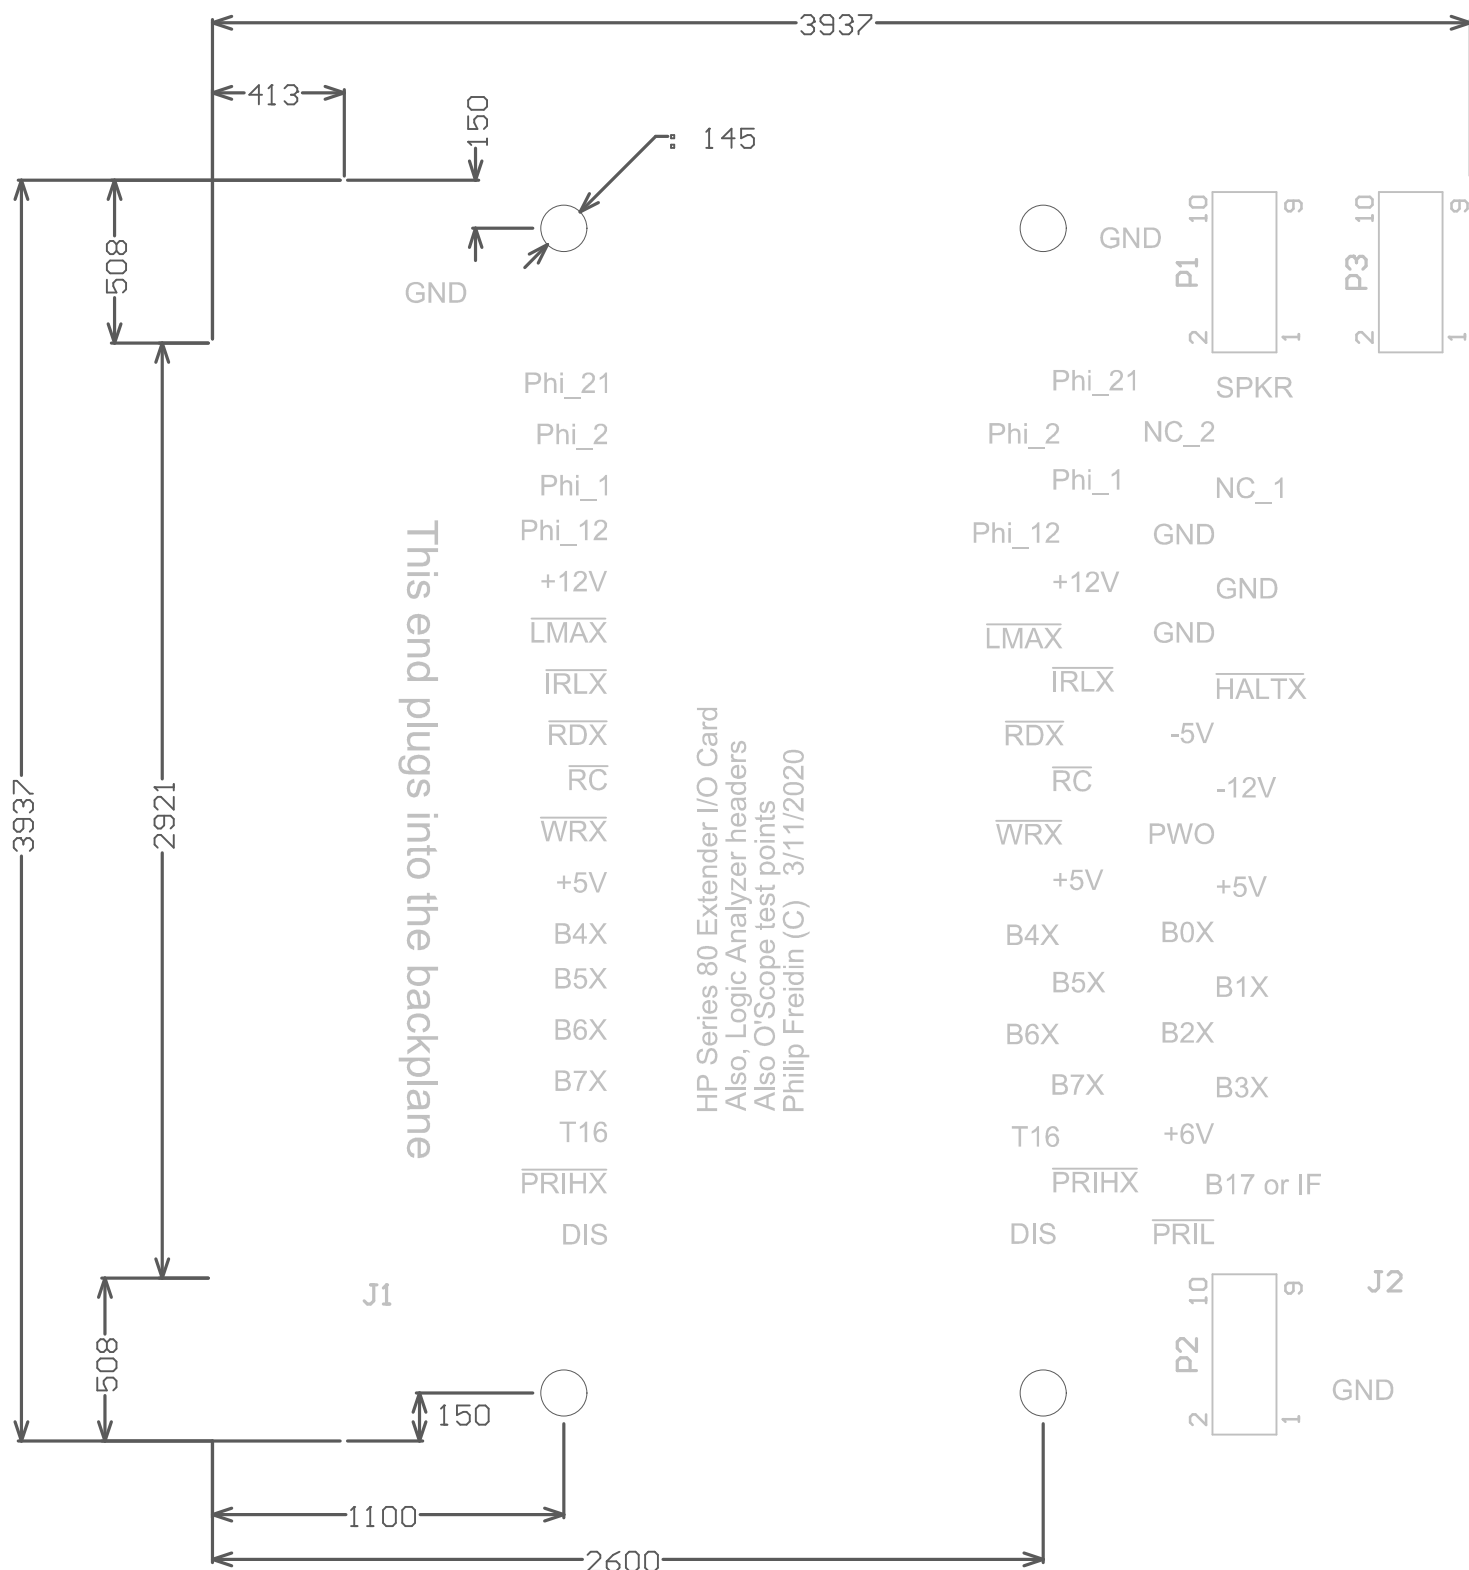 3937
413
150
145
10
9
10
9
GND
508
P1
P3
GND
2
1
2
1
Phi_21
Phi_21
SPKR
Phi_2
Phi_2
NC_2
Phi_1
Phi_1
NC_1
Phi_12
Phi_12
GND
+12V
+12V
GND
LMAX
LMAX
GND
IRLX
IRLX
HALTX
RDX
RDX
-5V
RC
RC
-12V
WRX
WRX
PWO
+5V
+5V
+5V
B4X
B4X
B0X
B5X
B5X
B1X
B6X
B6X
B2X
B7X
B7X
B3X
T16
T16
+6V
PRIHX
PRIHX
B17 or IF
DIS
DIS
PRIL
3937
2921
This end plugs into the backplane
HP Series 80 Extender I/O Card
Also, Logic Analyzer headers
Also O'Scope test points
Philip Freidin (C) 3/11/2020
J1
10
9
J2
508
P2
GND
150
2
1
1100
2600